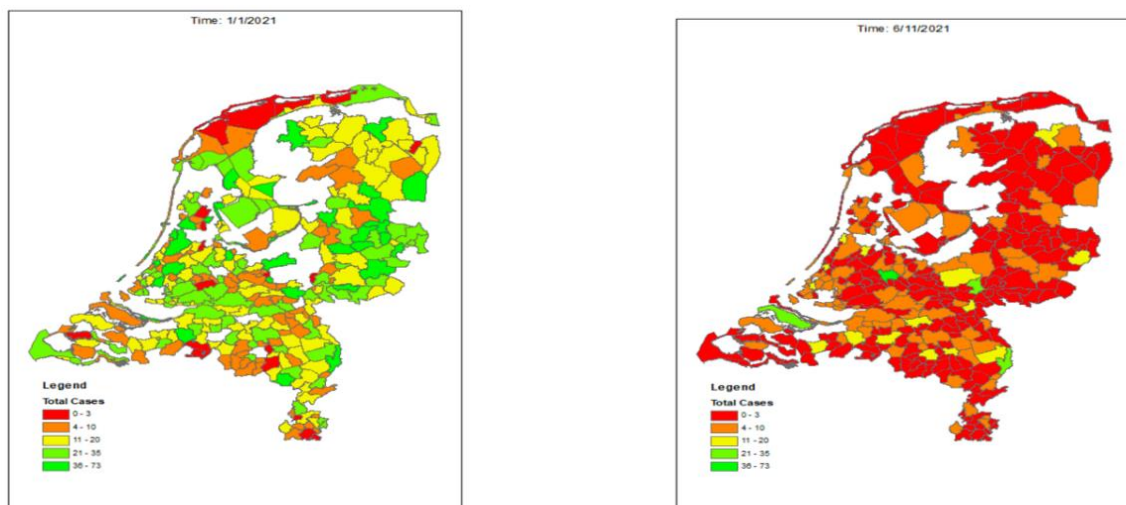 Time: 1/1/2021
Legend
Total Cases
0 - 3
4 - 10
11 - 20
21 - 35
36 - 73
Time: 6/11/2021
Legend
Total Cases
0 - 3
4 - 10
11 - 20
21 - 35
36 - 73